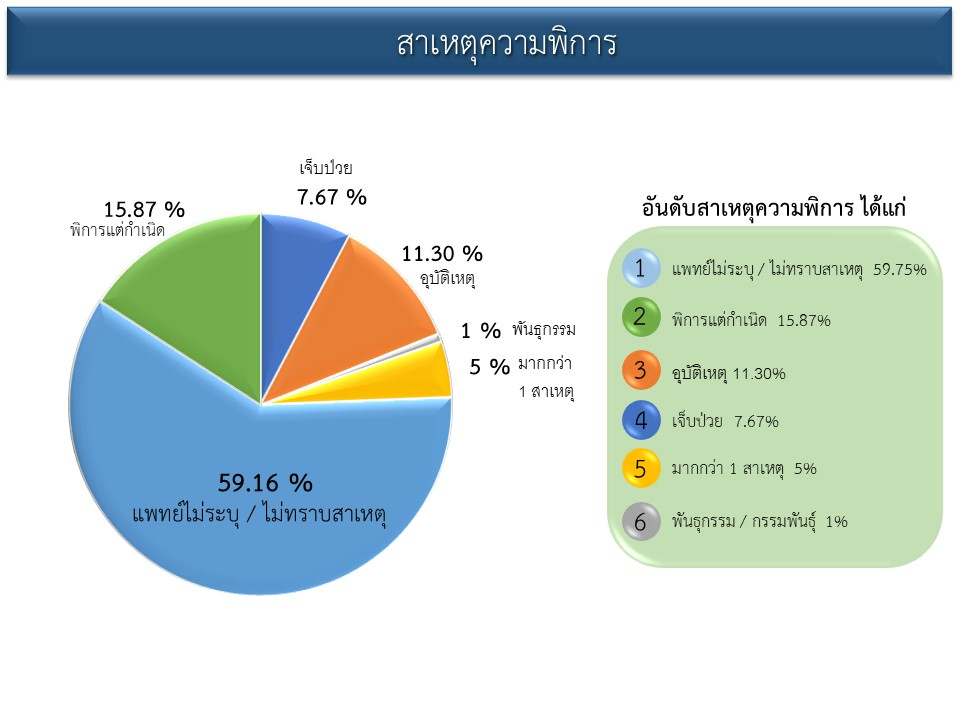 สาเหตุความพิการ
เจ็บป่วย
7.67 %
15.87 %
พิการแต่กำเนิด
11.30 %
อุบัติเหตุ
1 % พันธุกรรม
5 % มากกว่า
1 สาเหตุ
59.16 %
แพทย์ไม่ระบุ / ไม่ทราบสาเหตุ
อันดับสาเหตุความพิการ ได้แก่
1 แพทย์ไม่ระบุ / ไม่ทราบสาเหตุ 59.75%
2 พิการแต่กำเนิด 15.87%
3 อุบัติเหตุ 11.30%
4 เจ็บป่วย 7.67%
5 มากกว่า 1 สาเหตุ 5%
6 พันธุกรรม / กรรมพันธุ์ 1%